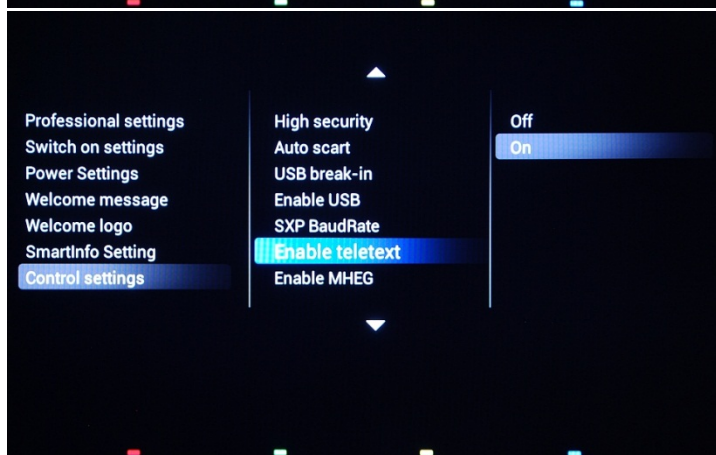 Professional settings
Switch on settings
Power Settings
Welcome message
Welcome logo
SmartInfo Setting
Control settings
High security
Auto scart
USB break-in
Enable USB
SXP BaudRate
Enable teletext
Enable MHEG
Off
On